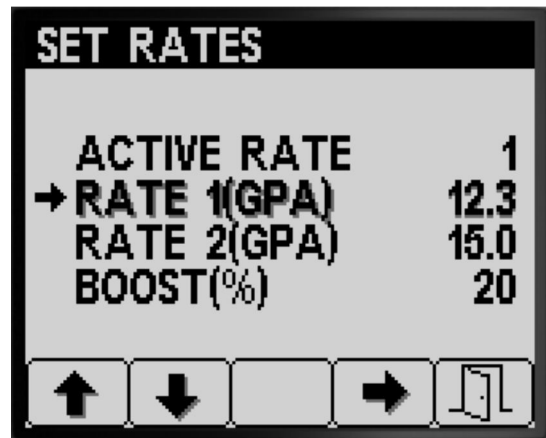 SET RATES
ACTIVE RATE 1
RATE 1(GPA) 12.3
RATE 2(GPA) 15.0
BOOST(%) 20